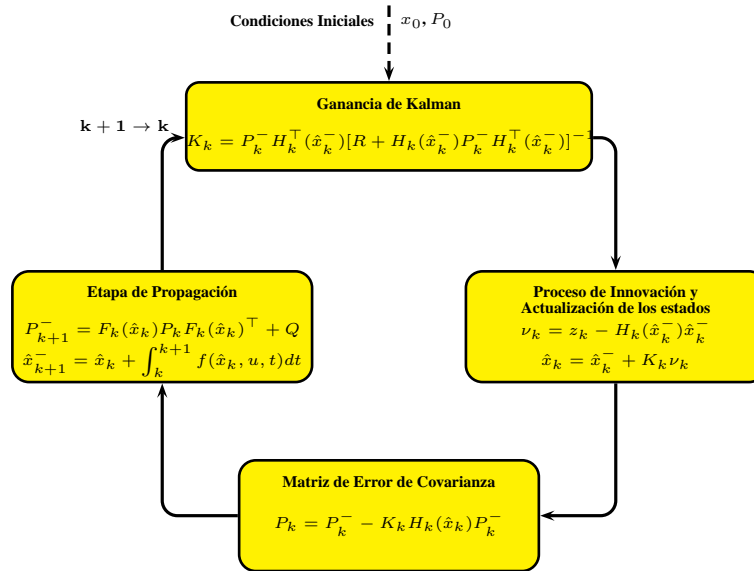 Condiciones Iniciales x₀, P₀
Ganancia de Kalman
k + 1 → k
K_k = P_k^- H_k^⊤(x̂_k^-)[R + H_k(x̂_k^-)P_k^- H_k^⊤(x̂_k^-)]^{-1}
Etapa de Propagación
P_{k+1}^- = F_k(x̂_k)P_k F_k(x̂_k)^⊤ + Q
x̂_{k+1}^- = x̂_k + ∫_k^{k+1} f(x̂_k, u, t)dt
Proceso de Innovación y
Actualización de los estados
ν_k = z_k − H_k(x̂_k^-)x̂_k^-
x̂_k = x̂_k^- + K_k ν_k
Matriz de Error de Covarianza
P_k = P_k^- − K_k H_k(x̂_k)P_k^-